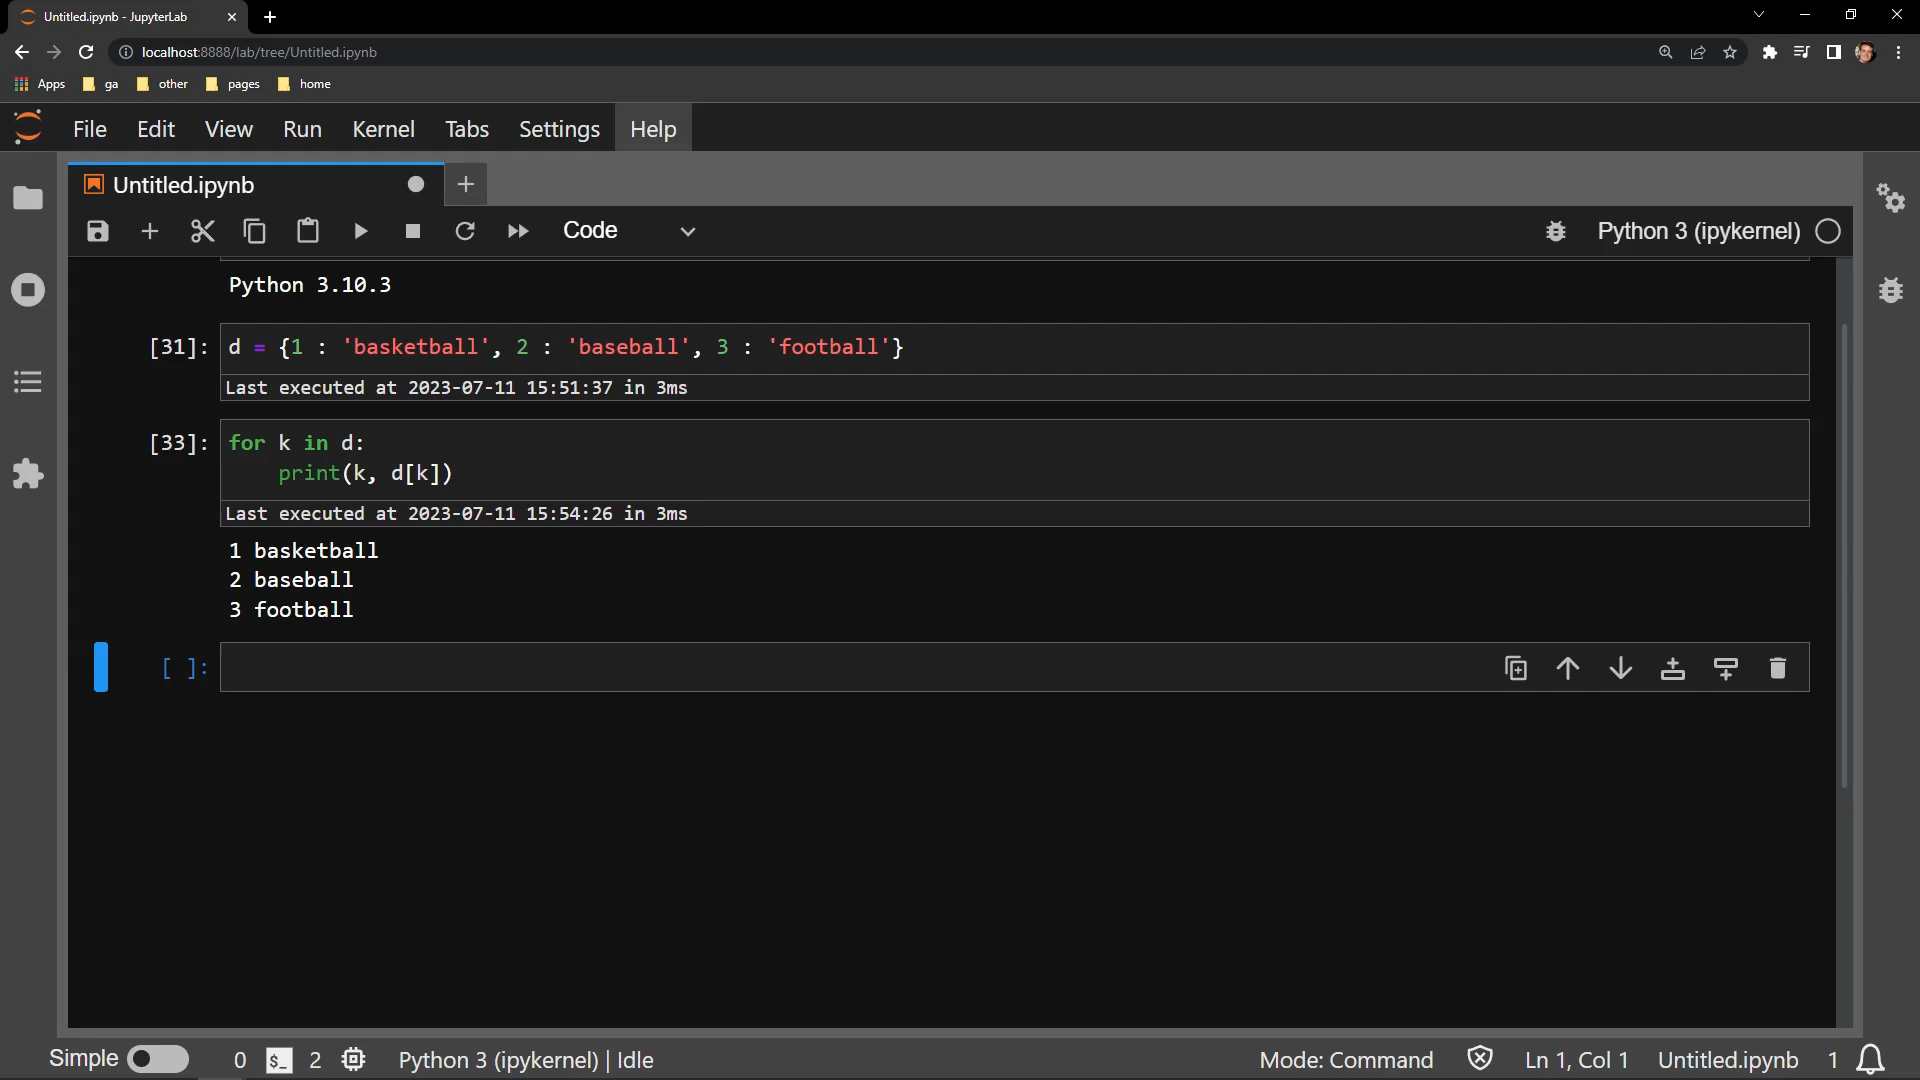 Untitled.ipynb - JupyterLab
localhost:8888/lab/tree/Untitled.ipynb
Apps ga other pages home
File Edit View Run Kernel Tabs Settings Help
Untitled.ipynb
Code Python 3 (ipykernel)
Python 3.10.3
[31]: d = {1 : 'basketball', 2 : 'baseball', 3 : 'football'}
Last executed at 2023-07-11 15:51:37 in 3ms
[33]: for k in d:
print(k, d[k])
Last executed at 2023-07-11 15:54:26 in 3ms
1 basketball
2 baseball
3 football
[ ]:
Simple 0 $_ 2 Python 3 (ipykernel) | Idle Mode: Command Ln 1, Col 1 Untitled.ipynb 1